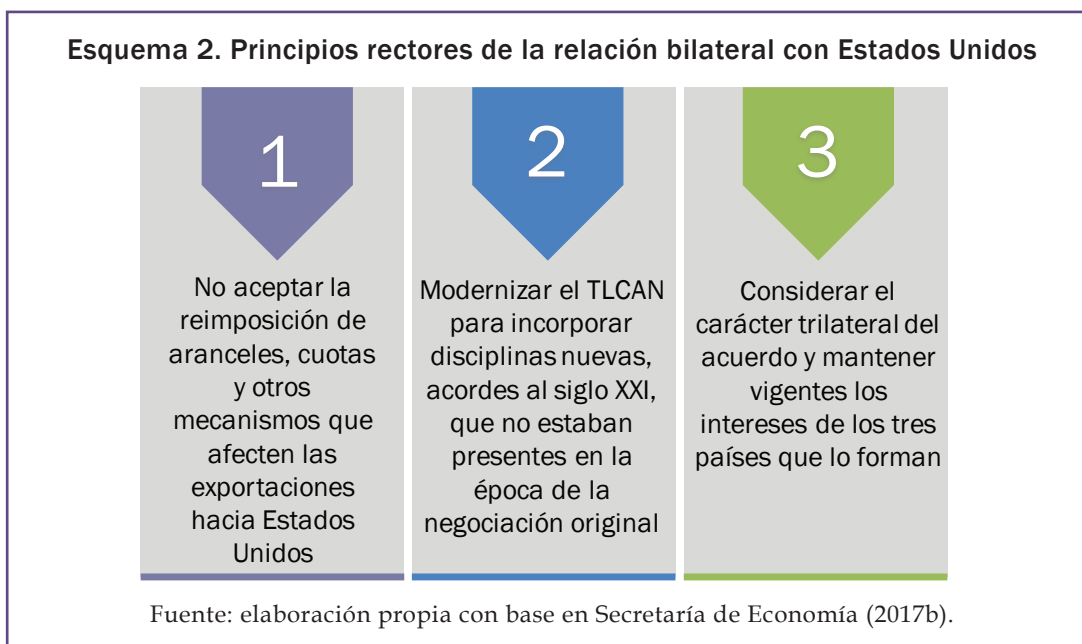 Esquema 2. Principios rectores de la relación bilateral con Estados Unidos
1
No aceptar la
reimposición de
aranceles, cuotas
y otros
mecanismos que
afecten las
exportaciones
hacia Estados
Unidos
2
Modernizar el TLCAN
para incorporar
disciplinas nuevas,
acordes al siglo XXI,
que no estaban
presentes en la
época de la
negociación original
3
Considerar el
carácter trilateral del
acuerdo y mantener
vigentes los
intereses de los tres
países que lo forman
Fuente: elaboración propia con base en Secretaría de Economía (2017b).